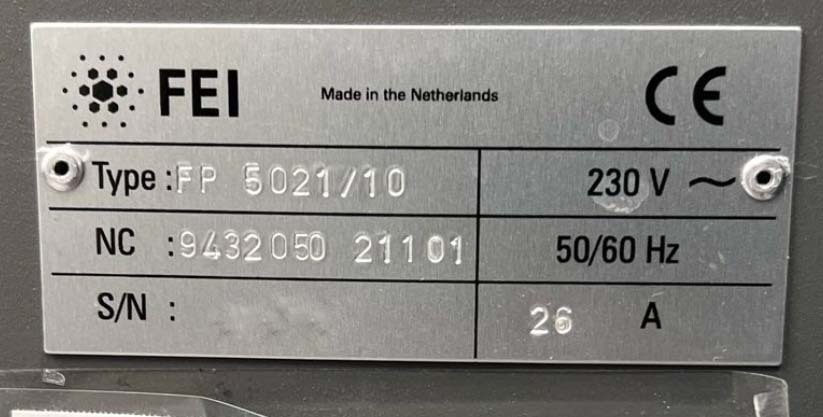 FEI Made in the Netherlands CE
Type :FP 5021/10 230 V ~
NC :9432 050 21101 50/60 Hz
S/N : 26 A